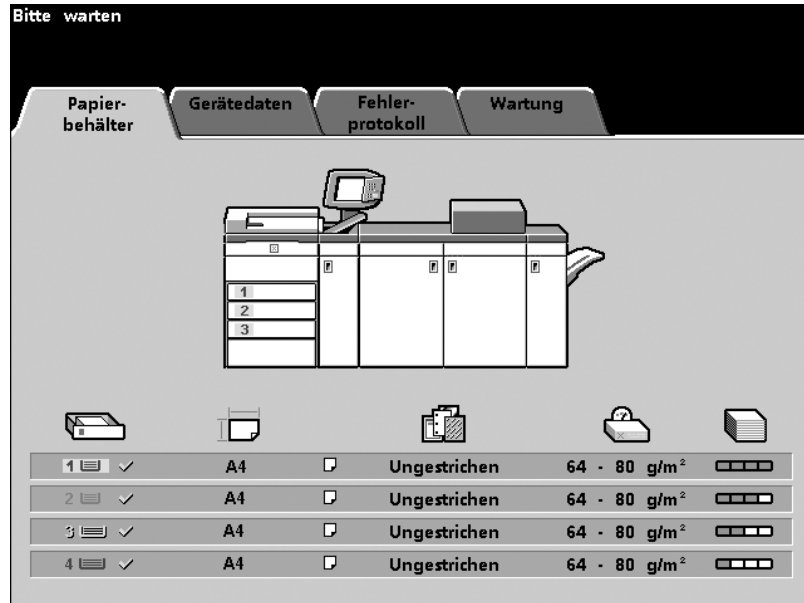 Bitte warten
Papier-
behälter
Gerätedaten
Fehler-
protokoll
Wartung
1
2
3
1 A4 Ungestrichen 64 - 80 g/m²
2 A4 Ungestrichen 64 - 80 g/m²
3 A4 Ungestrichen 64 - 80 g/m²
4 A4 Ungestrichen 64 - 80 g/m²